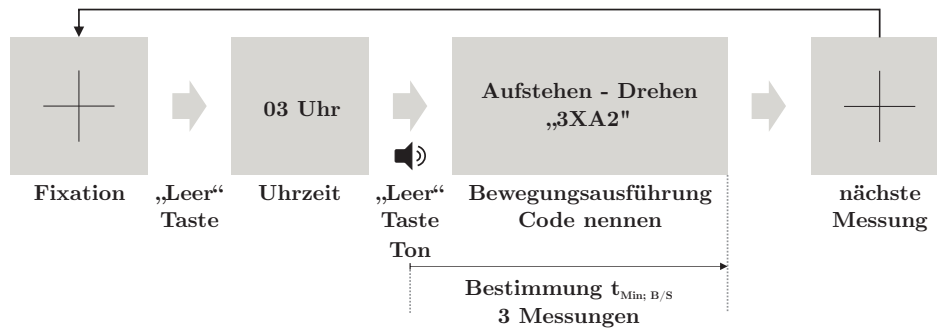 03 Uhr
Aufstehen - Drehen
„3XA2"
Fixation
„Leer“
Taste
Uhrzeit
„Leer“
Taste
Ton
Bewegungsausführung
Code nennen
nächste
Messung
Bestimmung t Min; B/S
3 Messungen